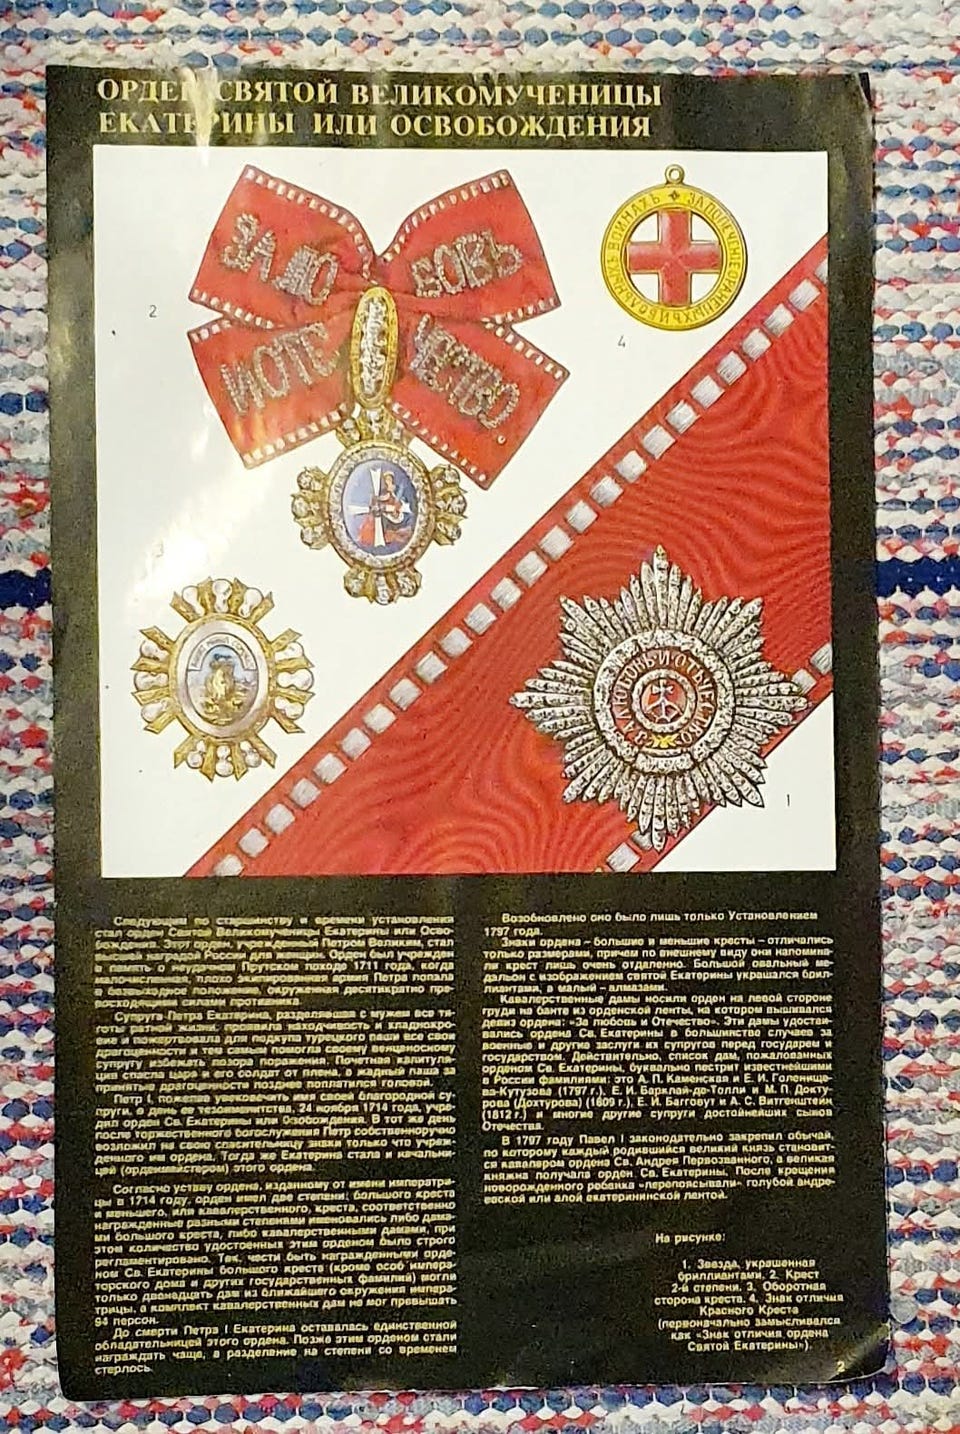 ОРДЕН СВЯТОЙ ВЕЛИКОМУЧЕНИЦЫ
ЕКАТЕРИНЫ ИЛИ ОСВОБОЖДЕНИЯ
ЗА ЛЮ БОВЬ
И ОТЕ ЧЕСТВО
ЗА ПОПЕЧЕНІЕ О РАНЕНЫХЪ И БОЛЬНЫХЪ ВОИНАХЪ
2
4
3
ЗА ЛЮБОВЬ И ОТЕЧЕСТВО
1
Следующим по старшинству и времени установления
стал орден Святой Великомученицы Екатерины или Осво-
бождения. Этот орден, учрежденный Петром Великим, стал
высшей наградой России для женщин. Орден был учрежден
в память о неудачном Прутском походе 1711 года, когда
малочисленная, плохо экипированная армия Петра попала
в безвыходное положение, окруженная десятикратно пре-
восходящими силами противника.
Супруга Петра Екатерина, разделявшая с мужем все тя-
готы ратной жизни, проявила находчивость и хладнокро-
вие и пожертвовала для подкупа турецкого паши все свои
драгоценности и тем самым помогла своему венценосному
супругу избежать позора поражения. Почетная капитуля-
ция спасла царя и его солдат от плена, а жадный паша за
принятые драгоценности позднее поплатился головой.
Петр I, пожелав увековечить имя своей благородной су-
пруги, в день ее тезоименитства, 24 ноября 1714 года, учре-
дил орден Св. Екатерины или Освобождения. В тот же день
после торжественного богослужения Петр собственноручно
возложил на свою спасительницу знаки только что учреж-
денного им ордена. Тогда же Екатерина стала и начальни-
цей (орденмейстером) этого ордена.
Согласно уставу ордена, изданному от имени императри-
цы в 1714 году, орден имел две степени: большого креста
и меньшего, или кавалерственного, креста, соответственно
награжденные разными степенями именовались либо дама-
ми большого креста, либо кавалерственными дамами, при
этом количество удостоенных этим орденом было строго
регламентировано. Так, чести быть награжденными орде-
ном Св. Екатерины большого креста (кроме особ импера-
торского дома и других государственных фамилий) могли
только двенадцать дам из ближайшего окружения импера-
трицы, а комплект кавалерственных дам не мог превышать
94 персон.
До смерти Петра I Екатерина оставалась единственной
обладательницей этого ордена. Позже этим орденом стали
награждать чаще, а разделение на степени со временем
стерлось.
Возобновлено оно было лишь только Установлением
1797 года.
Знаки ордена – большие и меньшие кресты – отличались
только размерами, причем по внешнему виду они напомина-
ли крест лишь очень отдаленно. Большой овальный ме-
дальон с изображением святой Екатерины украшался брил-
лиантами, а малый – алмазами.
Кавалерственные дамы носили орден на левой стороне
груди на банте из орденской ленты, на котором вышивался
девиз ордена: «За любовь и Отечество». Эти дамы удостаи-
вались ордена Св. Екатерины в большинстве случаев за
военные и другие заслуги их супругов перед государем и
государством. Действительно, список дам, пожалованных
орденом Св. Екатерины, буквально пестрит известнейшими
в России фамилиями: это А. П. Каменская и Е. И. Голенище-
ва-Кутузова (1797 г.), Е. И. Барклай-де-Толли и М. П. Докту-
рова (Дохтурова) (1809 г.), Е. И. Багговут и А. С. Витгенштейн
(1812 г.) и многие другие супруги достойнейших сынов
Отечества.
В 1797 году Павел I законодательно закрепил обычай,
по которому каждый родившийся великий князь становит-
ся кавалером ордена Св. Андрея Первозванного, а великая
княжна получала орден Св. Екатерины. После крещения
новорожденного ребенка «перепоясывали» голубой андре-
евской или алой екатерининской лентой.
На рисунке:
1. Звезда, украшенная
бриллиантами. 2. Крест
2-й степени. 3. Оборотная
сторона креста. 4. Знак отличия
Красного Креста
(первоначально замысливался
как «Знак отличия ордена
Святой Екатерины»).
2